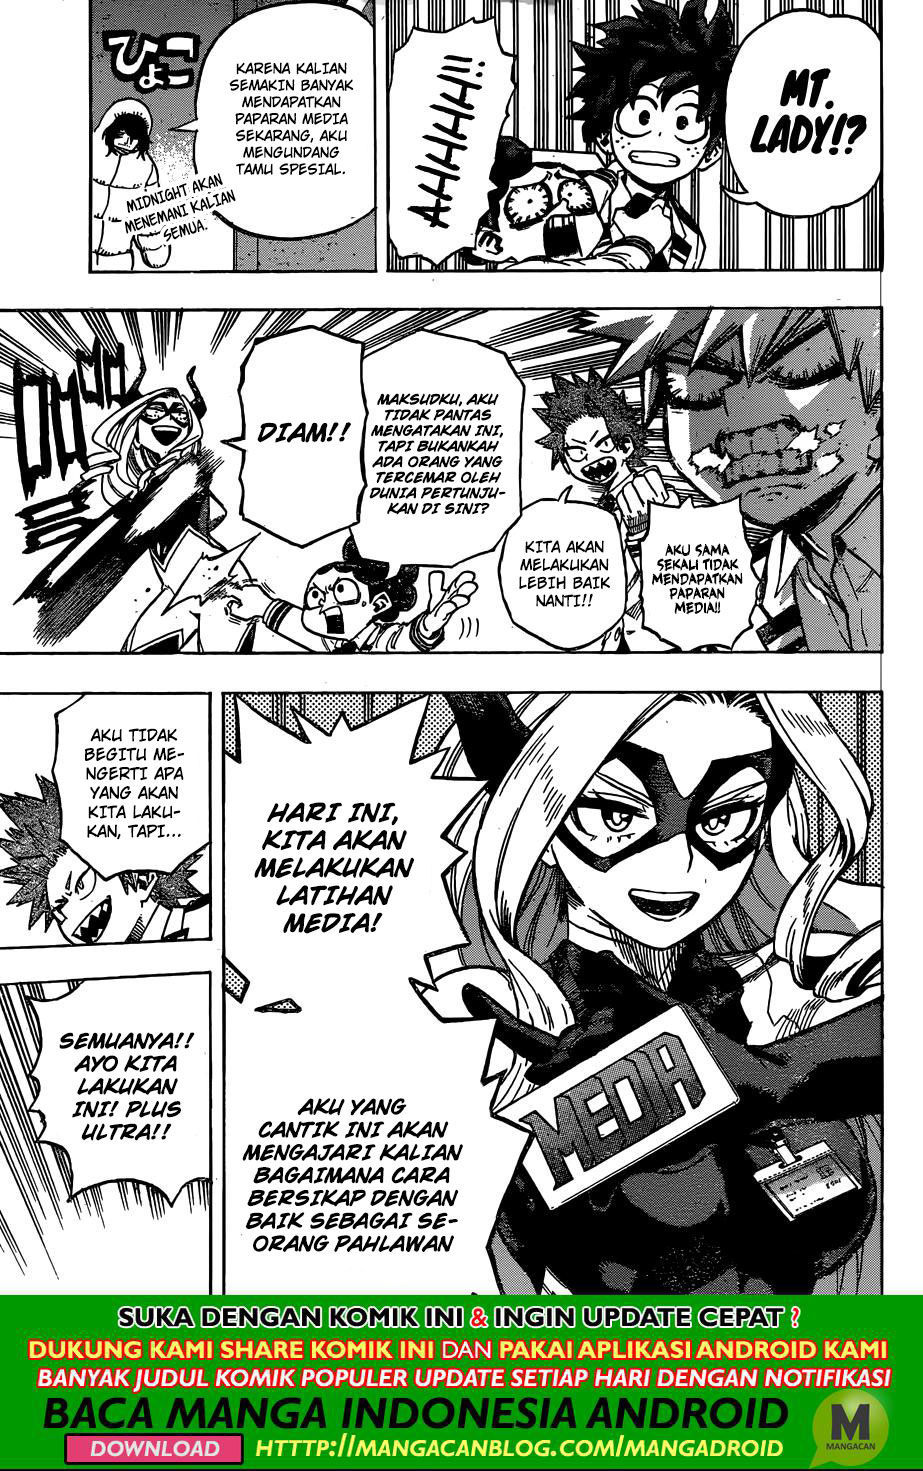 MT.
LADY!?
AHHHH!!
KARENA KALIAN
SEMAKIN BANYAK
MENDAPATKAN
PAPARAN MEDIA
SEKARANG, AKU
MENGUNDANG
TAMU SPESIAL.
ひょこ
MIDNIGHT AKAN
MENEMANI KALIAN
SEMUA.
AKU SAMA
SEKALI TIDAK
MENDAPATKAN
PAPARAN
MEDIA!!
KITA AKAN
MELAKUKAN
LEBIH BAIK
NANTI!!
MAKSUDKU, AKU
TIDAK PANTAS
MENGATAKAN INI,
TAPI BUKANKAH
ADA ORANG YANG
TERCEMAR OLEH
DUNIA PERTUNJU-
KAN DI SINI?
DIAM!!
HARI INI,
KITA AKAN
MELAKUKAN
LATIHAN
MEDIA!
MEDIA
AKU YANG
CANTIK INI AKAN
MENGAJARI KALIAN
BAGAIMANA CARA
BERSIKAP DENGAN
BAIK SEBAGAI SE-
ORANG PAHLAWAN
AKU TIDAK
BEGITU ME-
NGERTI APA
YANG AKAN
KITA LAKU-
KAN, TAPI...
SEMUANYA!!
AYO KITA
LAKUKAN
INI! PLUS
ULTRA!!
SUKA DENGAN KOMIK INI & INGIN UPDATE CEPAT ?
DUKUNG KAMI SHARE KOMIK INI DAN PAKAI APLIKASI ANDROID KAMI
BANYAK JUDUL KOMIK POPULER UPDATE SETIAP HARI DENGAN NOTIFIKASI
BACA MANGA INDONESIA ANDROID
DOWNLOAD HTTTP://MANGACANBLOG.COM/MANGADROID
M
MANGACAN